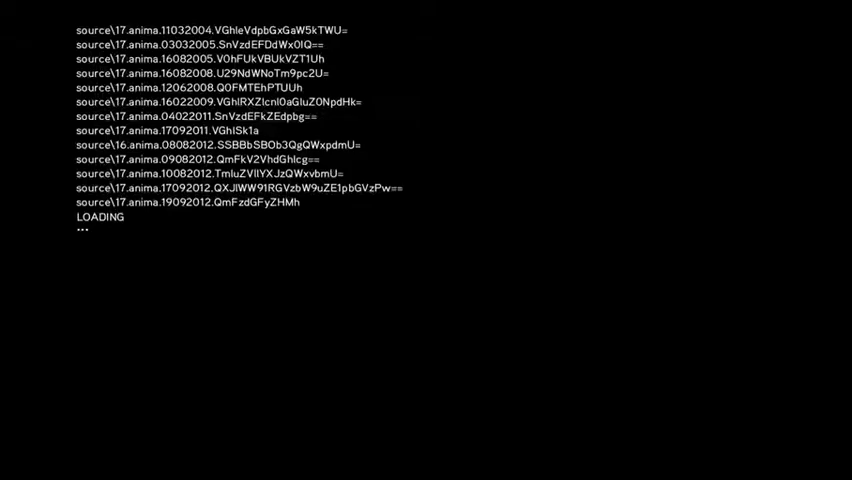 source\17.anima.11032004.VGhleVdpbGxGaW5kTWU=
source\17.anima.03032005.SnVzdEFDdWx0IQ==
source\17.anima.16082005.V0hFUkVBUkVZT1Uh
source\17.anima.16082008.U29NdWNoTm9pc2U=
source\17.anima.12062008.Q0FMTEhPTUUh
source\17.anima.16022009.VGhlRXZlcnl0aGluZ0NpdHk=
source\17.anima.04022011.SnVzdEFkZEdpbg==
source\17.anima.17092011.VGhlSk1a
source\16.anima.08082012.SSBBbSBOb3QgQWxpdmU=
source\17.anima.09082012.QmFkV2VhdGhlcg==
source\17.anima.10082012.TmluZVllYXJzQWxvbmU=
source\17.anima.17092012.QXJlWW91RGVzbW9uZE1pbGVzPw==
source\17.anima.19092012.QmFzdGFyZHMh
LOADING
...